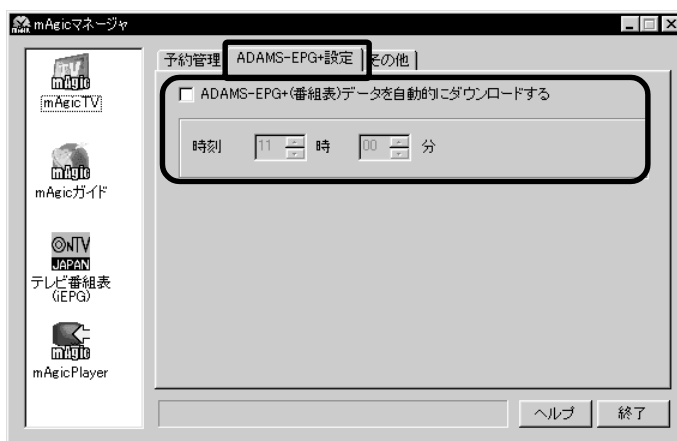 mAgicマネージャ
予約管理 ADAMS-EPG+設定 その他
mAgic
mAgicTV
ADAMS-EPG+(番組表)データを自動的にダウンロードする
時刻 11 時 00 分
mAgic
mAgicガイド
ONTV
JAPAN
テレビ番組表
(iEPG)
mAgic
mAgicPlayer
ヘルプ 終了